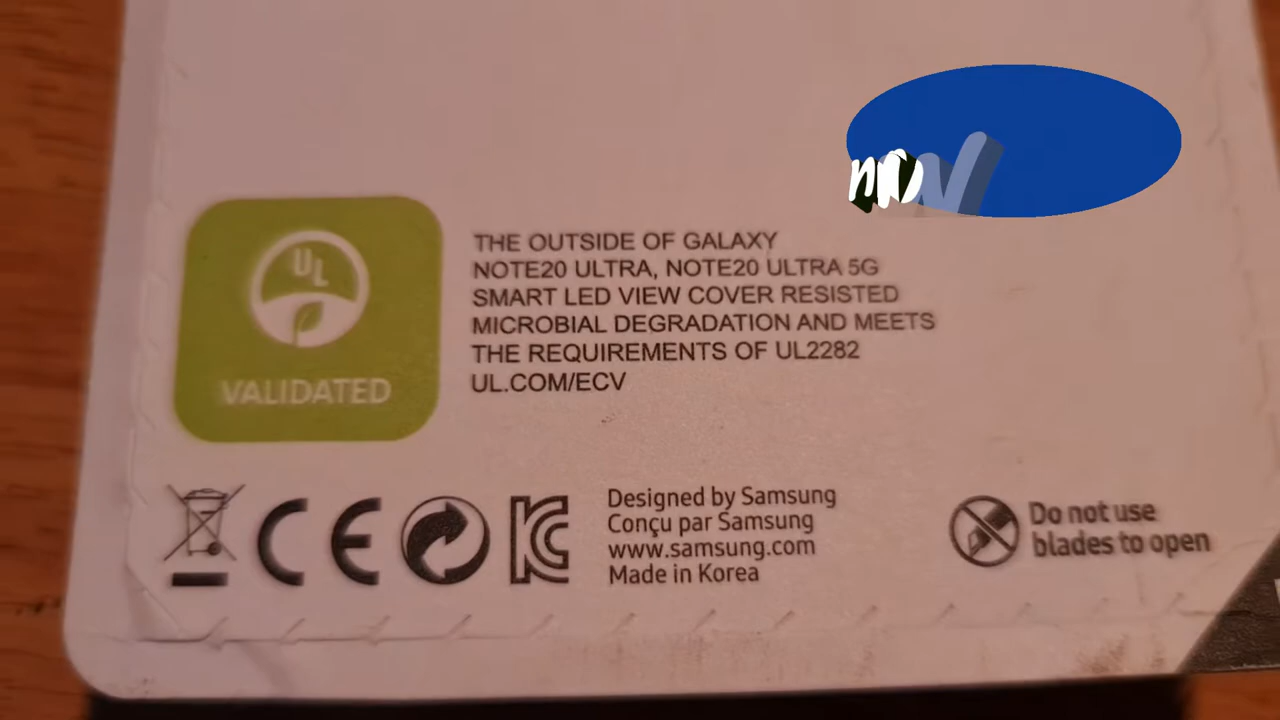 THE OUTSIDE OF GALAXY
NOTE20 ULTRA, NOTE20 ULTRA 5G
SMART LED VIEW COVER RESISTED
MICROBIAL DEGRADATION AND MEETS
THE REQUIREMENTS OF UL2282
UL.COM/ECV
UL
VALIDATED
CE
KC
Designed by Samsung
Conçu par Samsung
www.samsung.com
Made in Korea
Do not use
blades to open